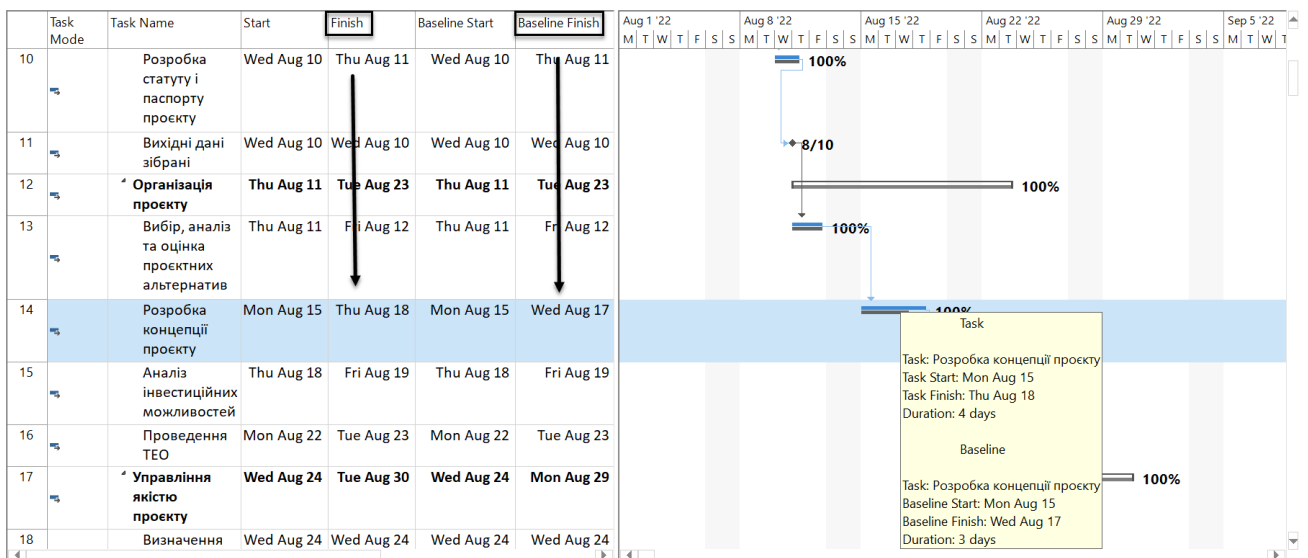 Task Mode Task Name Start Finish Baseline Start Baseline Finish
10 Розробка статуту і паспорту проєкту Wed Aug 10 Thu Aug 11 Wed Aug 10 Thu Aug 11
11 Вихідні дані зібрані Wed Aug 10 Wed Aug 10 Wed Aug 10 Wed Aug 10
12 Організація проєкту Thu Aug 11 Tue Aug 23 Thu Aug 11 Tue Aug 23
13 Вибір, аналіз та оцінка проєктних альтернатив Thu Aug 11 Fri Aug 12 Thu Aug 11 Fri Aug 12
14 Розробка концепції проєкту Mon Aug 15 Thu Aug 18 Mon Aug 15 Wed Aug 17
15 Аналіз інвестиційних можливостей Thu Aug 18 Fri Aug 19 Thu Aug 18 Fri Aug 19
16 Проведення ТЕО Mon Aug 22 Tue Aug 23 Mon Aug 22 Tue Aug 23
17 Управління якістю проєкту Wed Aug 24 Tue Aug 30 Wed Aug 24 Mon Aug 29
18 Визначення Wed Aug 24 Wed Aug 24 Wed Aug 24 Wed Aug 24
Aug 1 '22 Aug 8 '22 Aug 15 '22 Aug 22 '22 Aug 29 '22 Sep 5 '22
M T W T F S S M T W T F S S M T W T F S S M T W T F S S M T W T F S S M T W T
100%
8/10
100%
100%
100%
Task
Task: Розробка концепції проєкту
Task Start: Mon Aug 15
Task Finish: Thu Aug 18
Duration: 4 days
Baseline
Task: Розробка концепції проєкту
Baseline Start: Mon Aug 15
Baseline Finish: Wed Aug 17
Duration: 3 days
100%